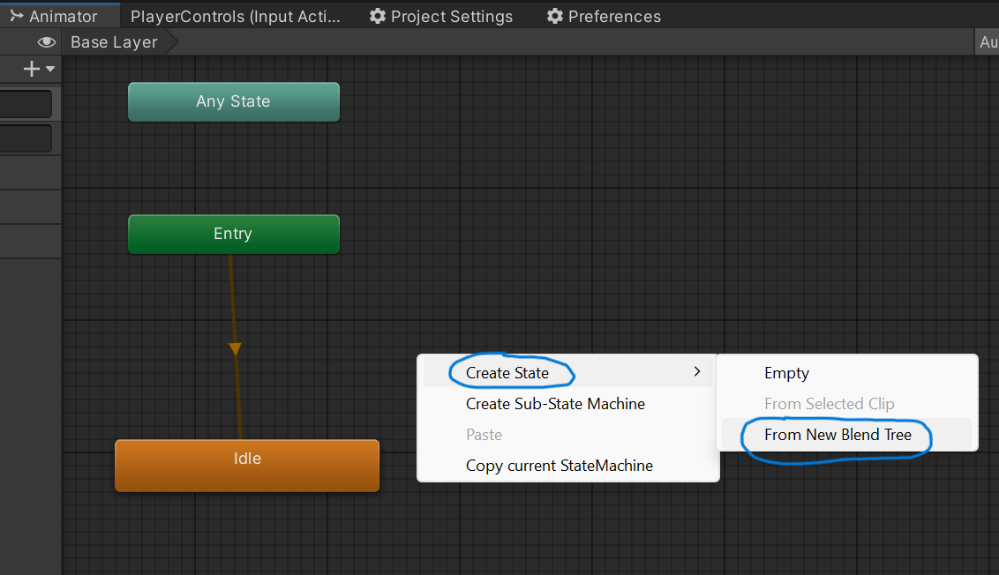 Animator PlayerControls (Input Acti... Project Settings Preferences
Base Layer Au
Any State
Entry
Create State Empty
Create Sub-State Machine From Selected Clip
Paste From New Blend Tree
Idle
Copy current StateMachine